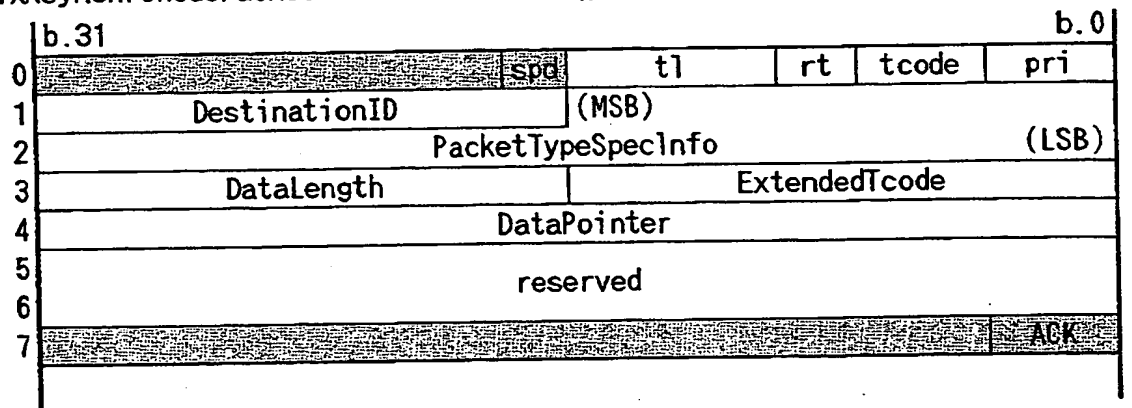 b.31 b.0
0 spd tl rt tcode pri
1 DestinationID (MSB)
2 PacketTypeSpecInfo (LSB)
3 DataLength ExtendedTcode
4 DataPointer
5
reserved
6
7 ACK